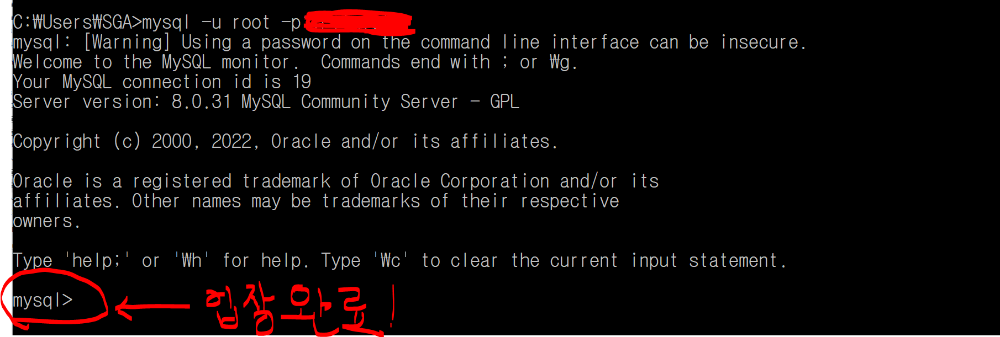 C:₩Users₩SGA>mysql -u root -p
mysql: [Warning] Using a password on the command line interface can be insecure.
Welcome to the MySQL monitor.  Commands end with ; or ₩g.
Your MySQL connection id is 19
Server version: 8.0.31 MySQL Community Server - GPL
Copyright (c) 2000, 2022, Oracle and/or its affiliates.
Oracle is a registered trademark of Oracle Corporation and/or its
affiliates. Other names may be trademarks of their respective
owners.
Type 'help;' or '₩h' for help. Type '₩c' to clear the current input statement.
mysql> ← 입장완료!